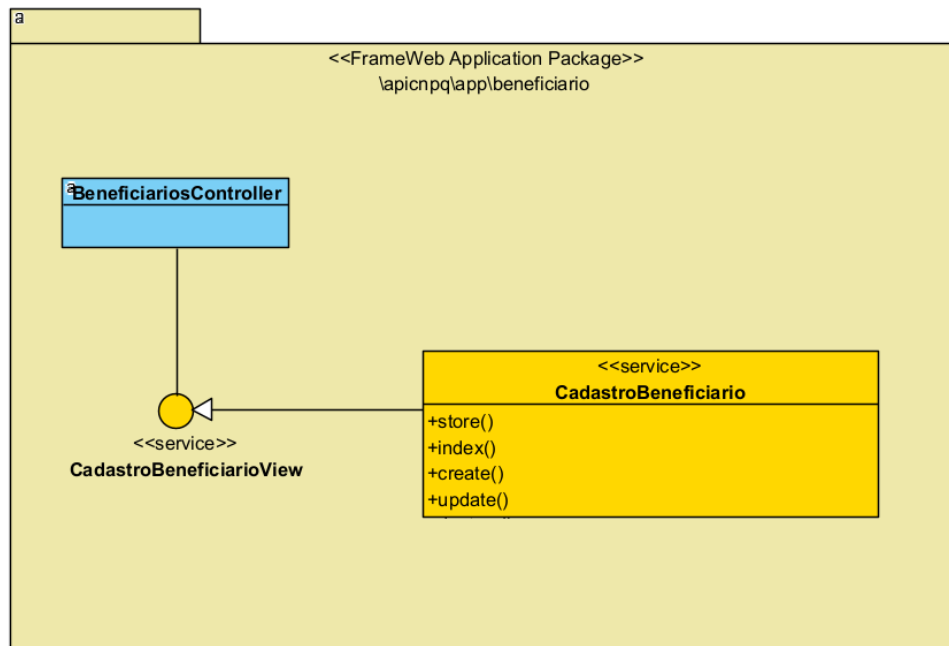 a
<<FrameWeb Application Package>>
\apicnpq\app\beneficiario
a
BeneficiariosController
<<service>>
CadastroBeneficiario
+store()
+index()
+create()
+update()
<<service>>
CadastroBeneficiarioView